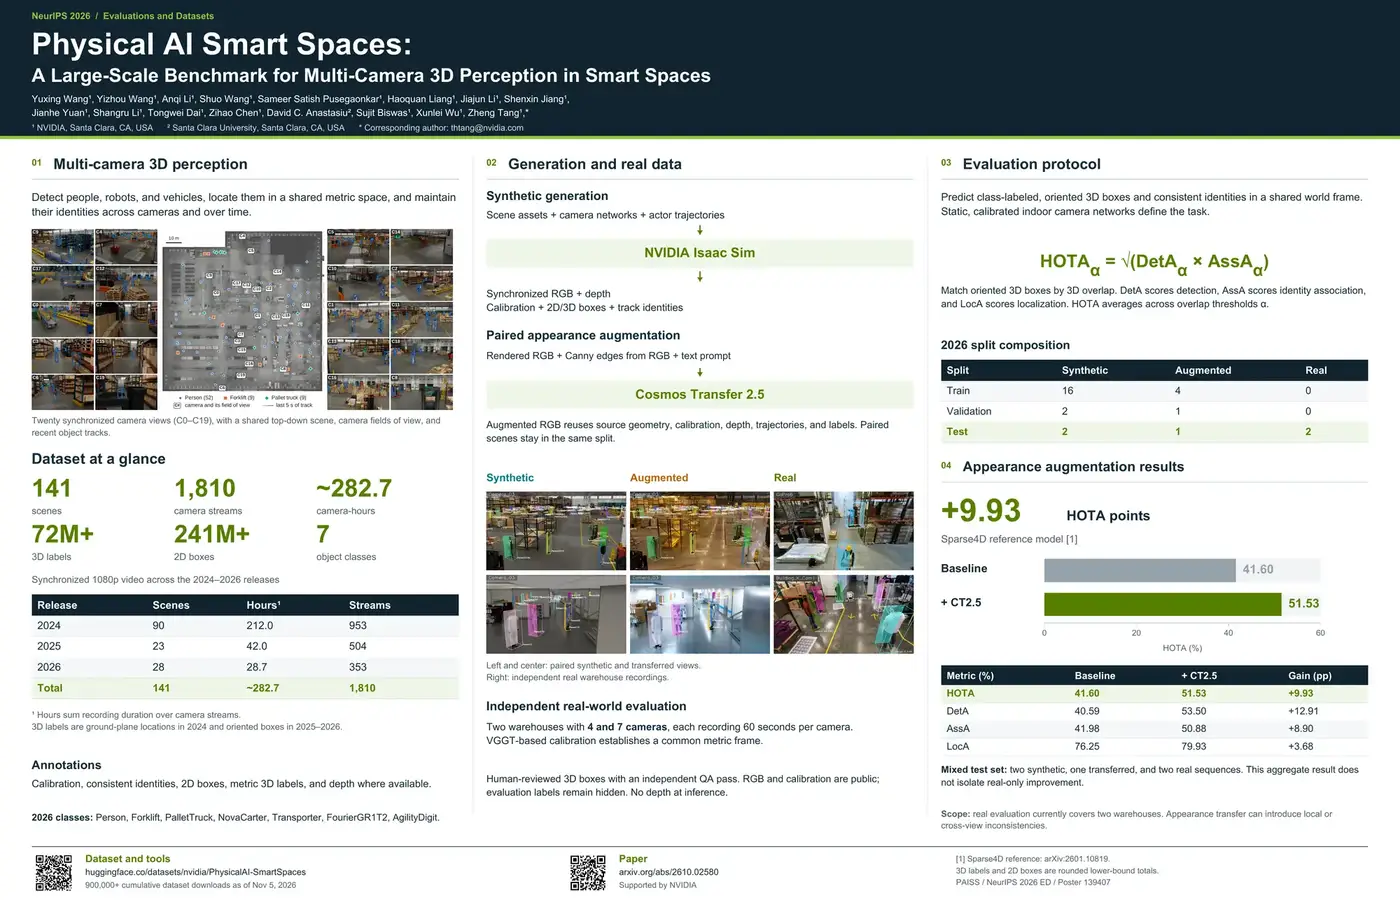 NeurIPS 2026 / Evaluations and Datasets
Physical AI Smart Spaces:
A Large-Scale Benchmark for Multi-Camera 3D Perception in Smart Spaces
Yuxing Wang¹, Yizhou Wang¹, Anqi Li¹, Shuo Wang¹, Sameer Satish Pusegaonkar¹, Haoquan Liang¹, Jiajun Li¹, Shenxin Jiang¹,
Jianhe Yuan¹, Shangru Li¹, Tongwei Dai¹, Zihao Chen¹, David C. Anastasiu², Sujit Biswas¹, Xunlei Wu¹, Zheng Tang¹,*
¹ NVIDIA, Santa Clara, CA, USA ² Santa Clara University, Santa Clara, CA, USA * Corresponding author: thtang@nvidia.com
01 Multi-camera 3D perception
Detect people, robots, and vehicles, locate them in a shared metric space, and maintain
their identities across cameras and over time.
10 m
Person (52) Forklift (9) Pallet truck (9)
camera and its field of view last 5 s of track
Twenty synchronized camera views (C0–C19), with a shared top-down scene, camera fields of view, and
recent object tracks.
Dataset at a glance
141 1,810 ~282.7
scenes camera streams camera-hours
72M+ 241M+ 7
3D labels 2D boxes object classes
Synchronized 1080p video across the 2024–2026 releases
Release Scenes Hours¹ Streams
2024 90 212.0 953
2025 23 42.0 504
2026 28 28.7 353
Total 141 ~282.7 1,810
¹ Hours sum recording duration over camera streams.
3D labels are ground-plane locations in 2024 and oriented boxes in 2025–2026.
Annotations
Calibration, consistent identities, 2D boxes, metric 3D labels, and depth where available.
2026 classes: Person, Forklift, PalletTruck, NovaCarter, Transporter, FourierGR1T2, AgilityDigit.
02 Generation and real data
Synthetic generation
Scene assets + camera networks + actor trajectories
↓
NVIDIA Isaac Sim
↓
Synchronized RGB + depth
Calibration + 2D/3D boxes + track identities
Paired appearance augmentation
Rendered RGB + Canny edges from RGB + text prompt
↓
Cosmos Transfer 2.5
Augmented RGB reuses source geometry, calibration, depth, trajectories, and labels. Paired
scenes stay in the same split.
Synthetic Augmented Real
Left and center: paired synthetic and transferred views.
Right: independent real warehouse recordings.
Independent real-world evaluation
Two warehouses with 4 and 7 cameras, each recording 60 seconds per camera.
VGGT-based calibration establishes a common metric frame.
Human-reviewed 3D boxes with an independent QA pass. RGB and calibration are public;
evaluation labels remain hidden. No depth at inference.
03 Evaluation protocol
Predict class-labeled, oriented 3D boxes and consistent identities in a shared world frame.
Static, calibrated indoor camera networks define the task.
HOTAα = √(DetAα × AssAα)
Match oriented 3D boxes by 3D overlap. DetA scores detection, AssA scores identity association,
and LocA scores localization. HOTA averages across overlap thresholds α.
2026 split composition
Split Synthetic Augmented Real
Train 16 4 0
Validation 2 1 0
Test 2 1 2
04 Appearance augmentation results
+9.93 HOTA points
Sparse4D reference model [1]
Baseline 41.60
+ CT2.5 51.53
0 20 40 60
HOTA (%)
Metric (%) Baseline + CT2.5 Gain (pp)
HOTA 41.60 51.53 +9.93
DetA 40.59 53.50 +12.91
AssA 41.98 50.88 +8.90
LocA 76.25 79.93 +3.68
Mixed test set: two synthetic, one transferred, and two real sequences. This aggregate result does
not isolate real-only improvement.
Scope: real evaluation currently covers two warehouses. Appearance transfer can introduce local or
cross-view inconsistencies.
Dataset and tools
huggingface.co/datasets/nvidia/PhysicalAI-SmartSpaces
900,000+ cumulative dataset downloads as of Nov 5, 2026
Paper
arxiv.org/abs/2610.02580
Supported by NVIDIA
[1] Sparse4D reference: arXiv:2601.10819.
3D labels and 2D boxes are rounded lower-bound totals.
PAISS / NeurIPS 2026 ED / Poster 139407